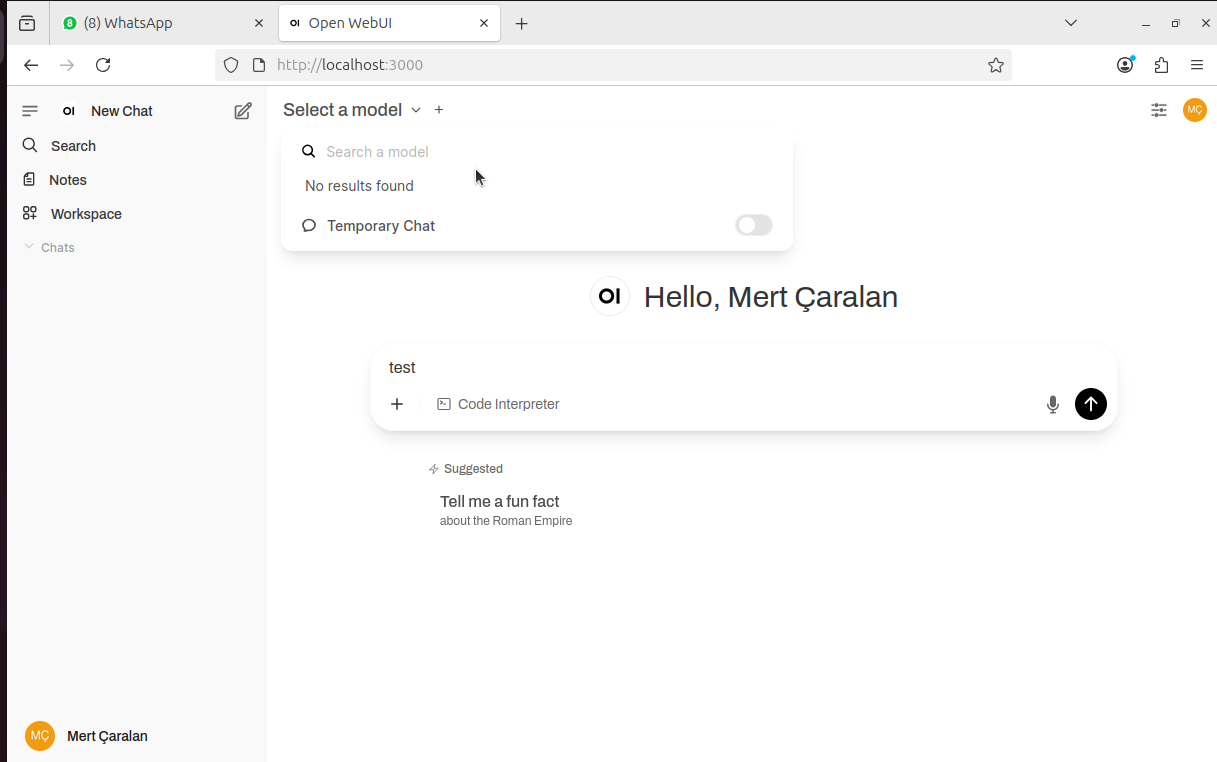 8 (8) WhatsApp
OI Open WebUI
http://localhost:3000
OI New Chat
Search
Notes
Workspace
Chats
Select a model
MÇ
Search a model
No results found
Temporary Chat
OI Hello, Mert Çaralan
test
Code Interpreter
Suggested
Tell me a fun fact
about the Roman Empire
MÇ Mert Çaralan